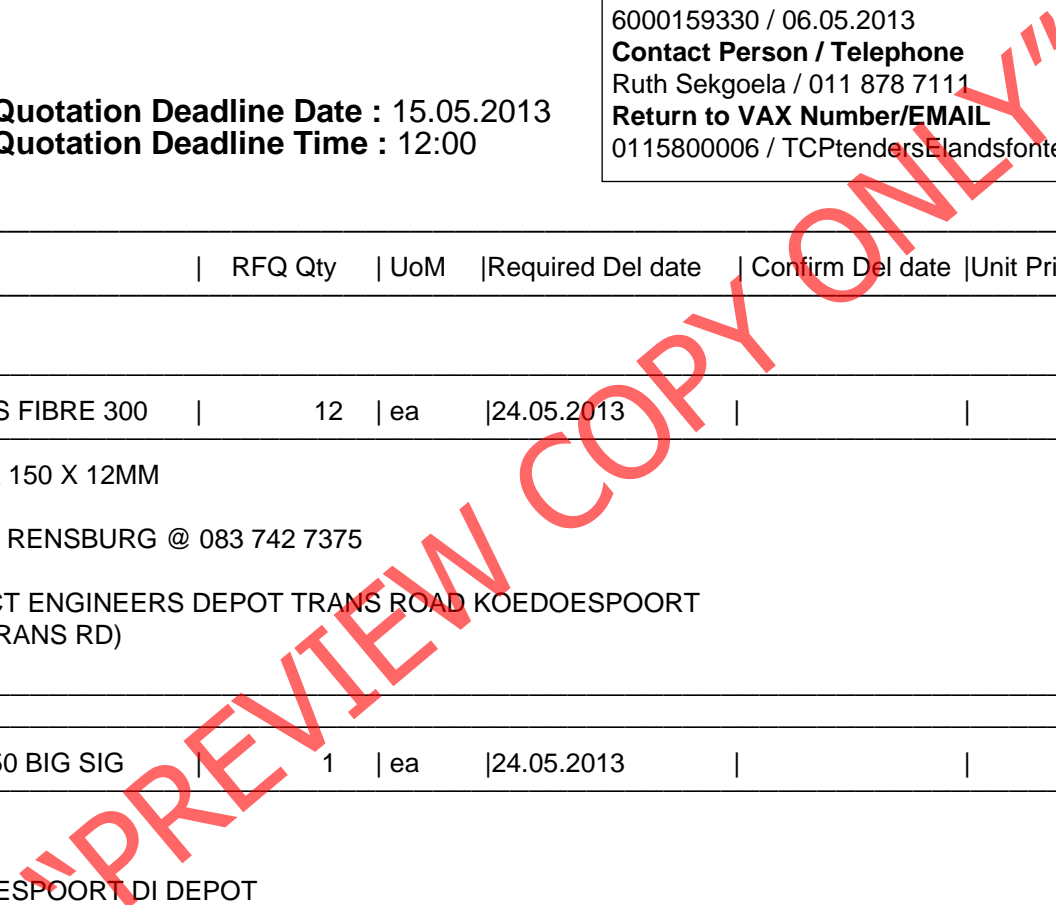 6000159330 / 06.05.2013
Contact Person / Telephone
Ruth Sekgoela / 011 878 7111
Return to VAX Number/EMAIL
0115800006 / TCPtendersElandsfonte
Quotation Deadline Date : 15.05.2013
Quotation Deadline Time : 12:00
| RFQ Qty | UoM |Required Del date | Confirm Del date |Unit Pri
S FIBRE 300 | 12 | ea |24.05.2013 | |
150 X 12MM
RENSBURG @ 083 742 7375
CT ENGINEERS DEPOT TRANS ROAD KOEDOESPOORT
RANS RD)
50 BIG SIG | 1 | ea |24.05.2013 | |
ESPOORT DI DEPOT
"PREVIEW COPY ONLY"